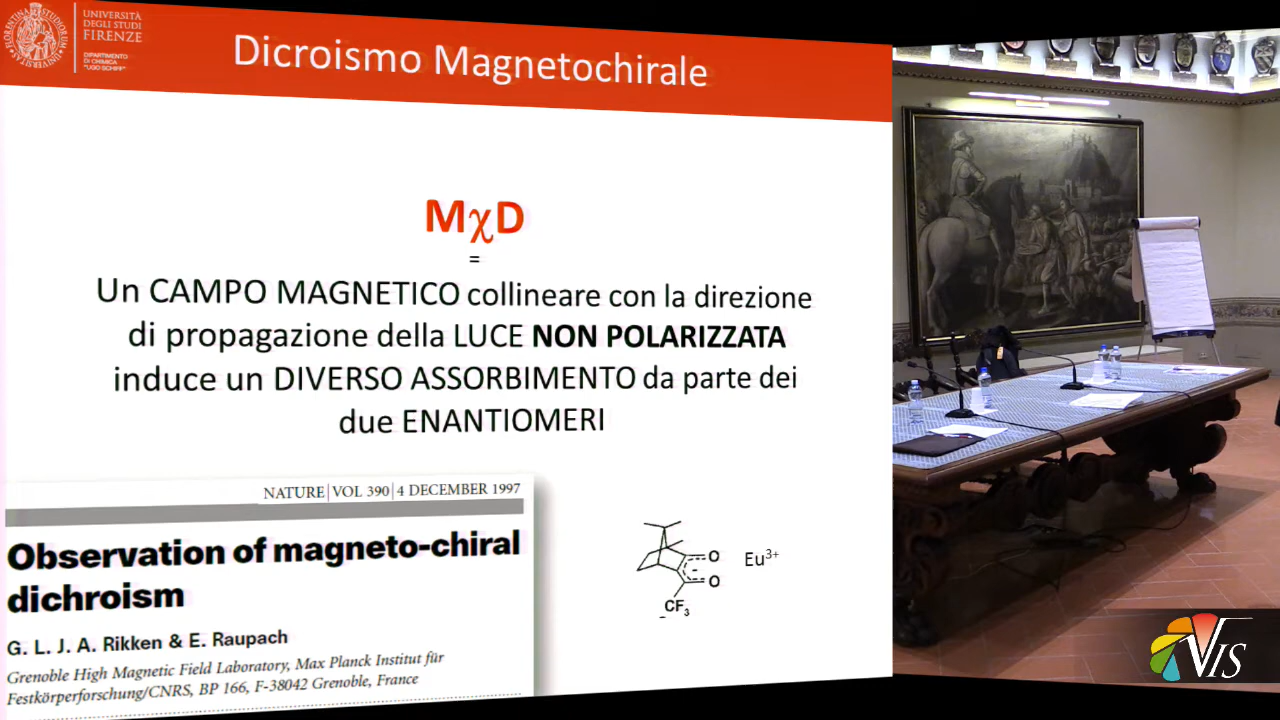 UNIVERSITÀ
DEGLI STUDI
FIRENZE
DIPARTIMENTO
DI CHIMICA
"UGO SCHIFF"
Dicroismo Magnetochirale
MχD
=
Un CAMPO MAGNETICO collineare con la direzione
di propagazione della LUCE NON POLARIZZATA
induce un DIVERSO ASSORBIMENTO da parte dei
due ENANTIOMERI
NATURE | VOL 390 | 4 DECEMBER 1997
Observation of magneto-chiral
dichroism
G. L. J. A. Rikken & E. Raupach
Grenoble High Magnetic Field Laboratory, Max Planck Institut für
Festkörperforschung/CNRS, BP 166, F-38042 Grenoble, France
O
O
CF3
Eu3+
VIS